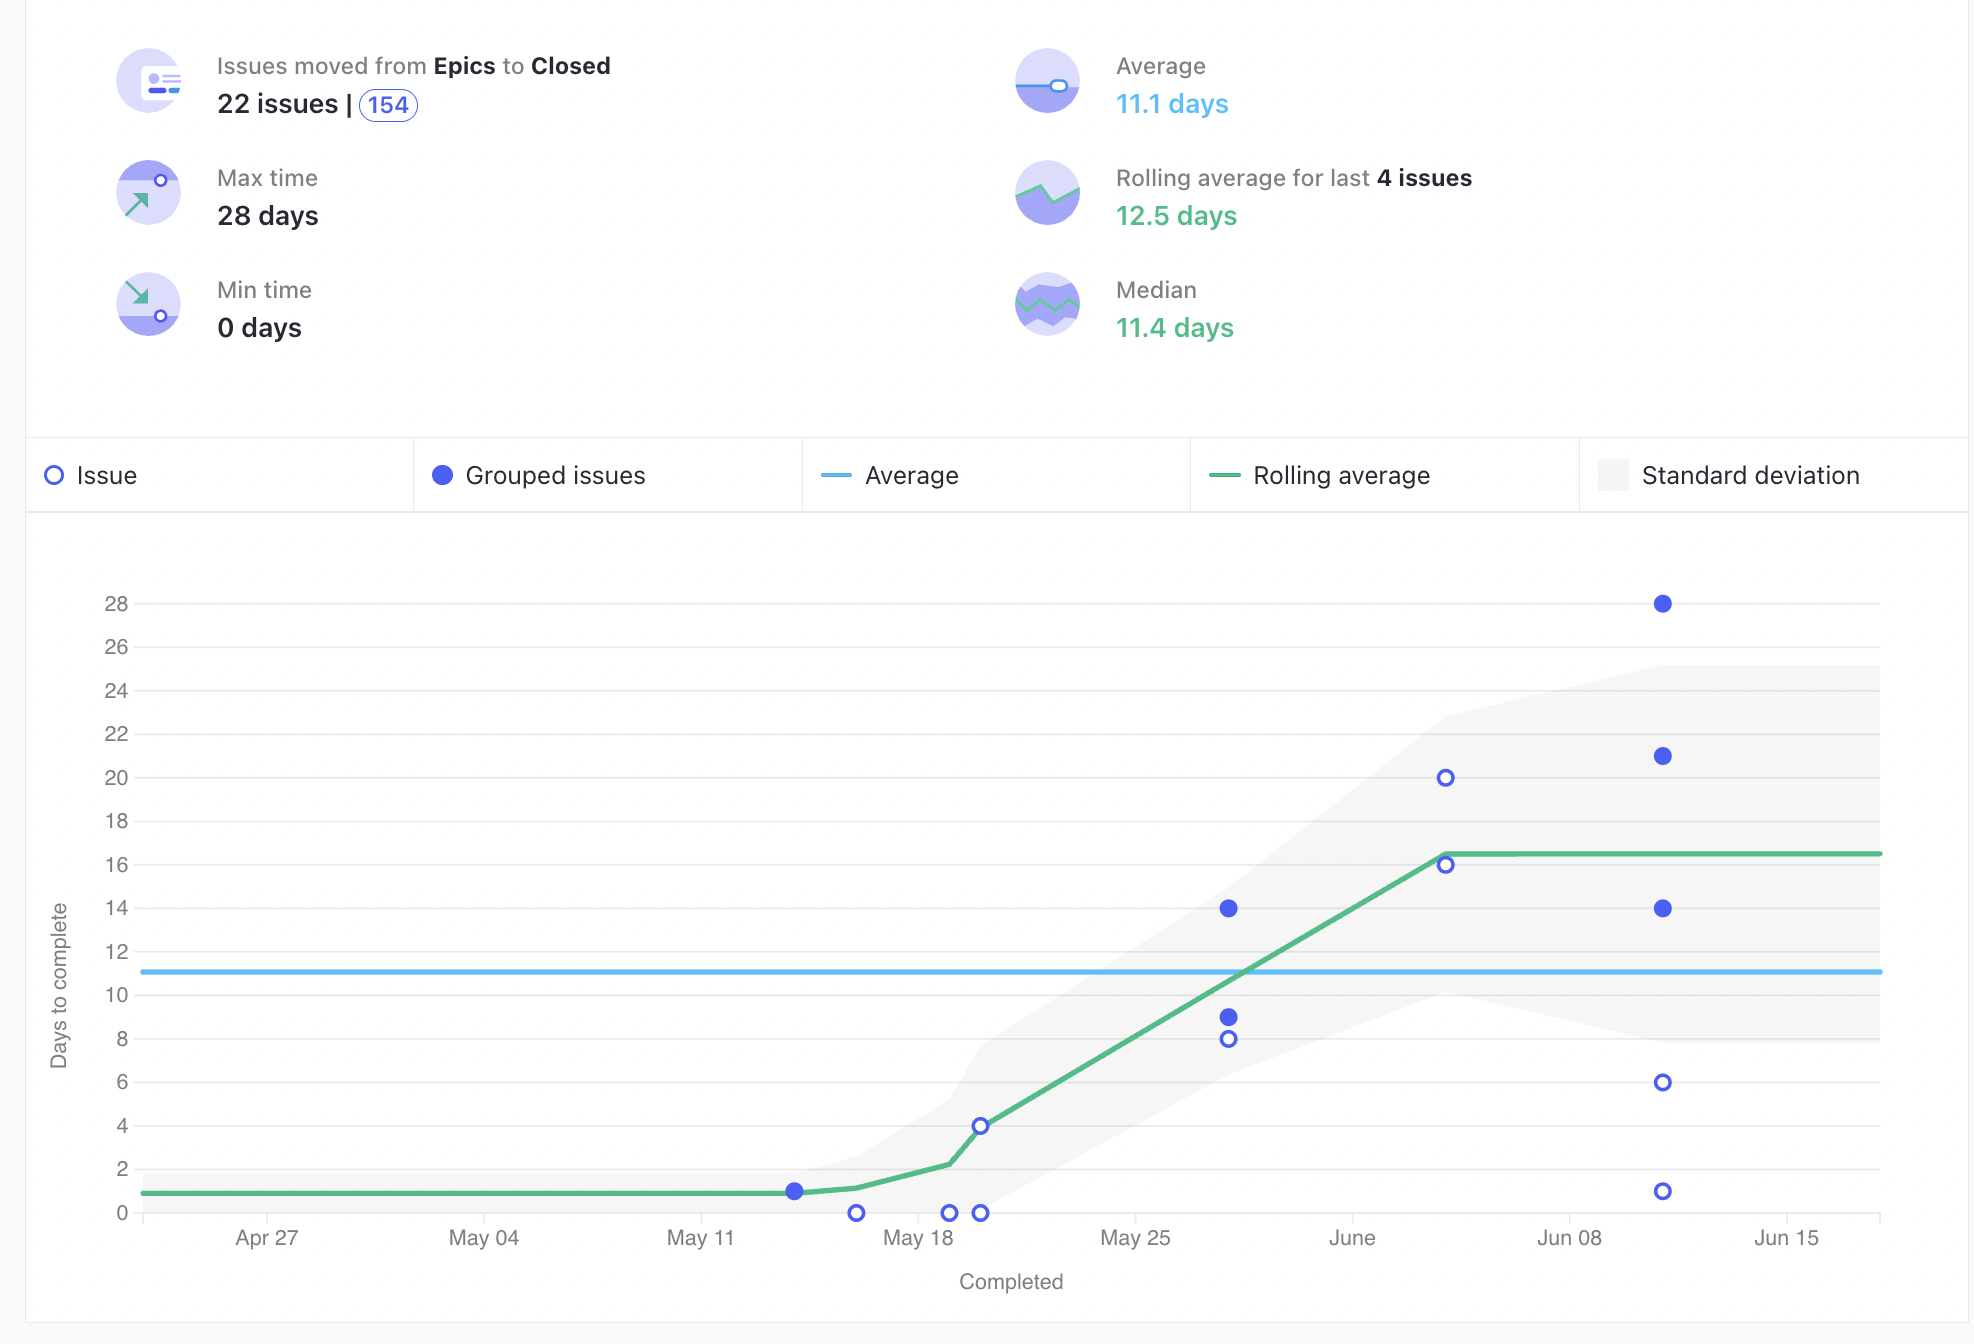 Issues moved from Epics to Closed
22 issues | 154
Max time
28 days
Min time
0 days
Average
11.1 days
Rolling average for last 4 issues
12.5 days
Median
11.4 days
Issue
Grouped issues
Average
Rolling average
Standard deviation
28
26
24
22
20
18
16
14
12
10
8
6
4
2
0
Days to complete
Apr 27
May 04
May 11
May 18
May 25
June
Jun 08
Jun 15
Completed